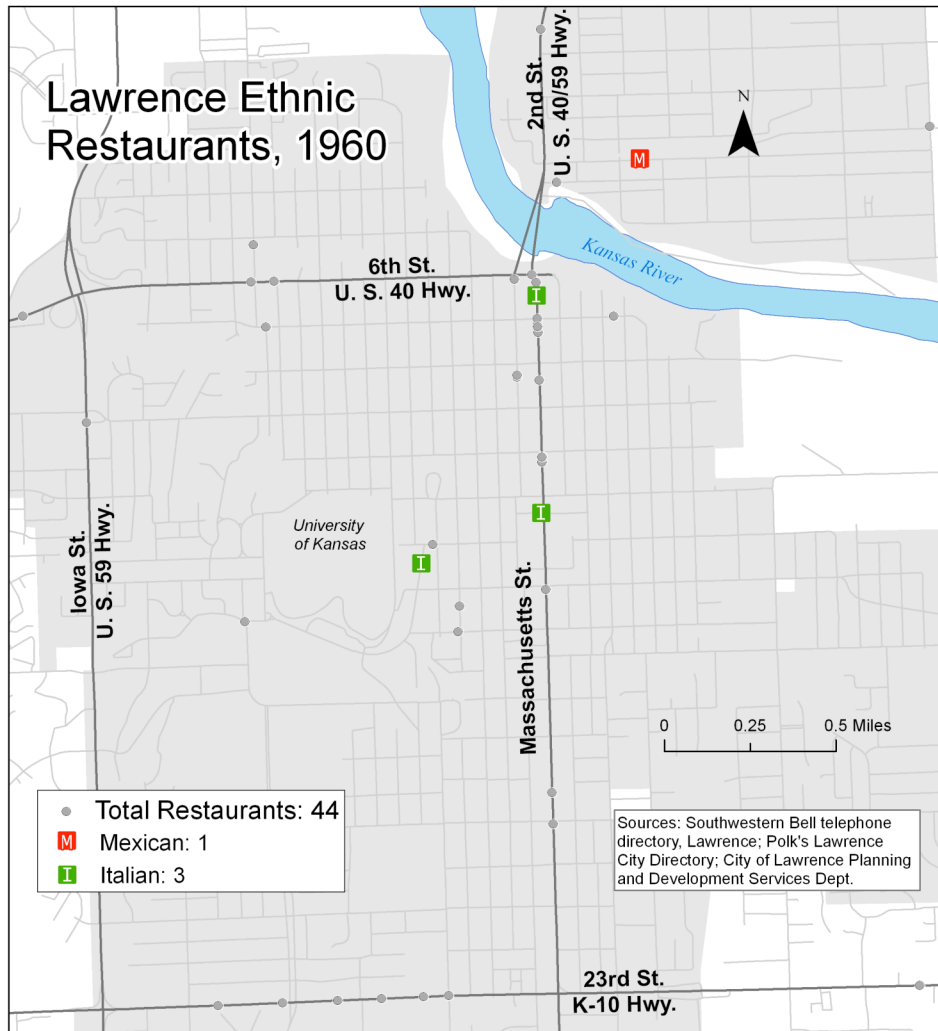 Lawrence Ethnic
Restaurants, 1960
2nd St.
U. S. 40/59 Hwy.
N
M
Kansas River
6th St.
U. S. 40 Hwy.
I
I
University
of Kansas
I
Iowa St.
U. S. 59 Hwy.
Massachusetts St.
0 0.25 0.5 Miles
Total Restaurants: 44
M Mexican: 1
I Italian: 3
Sources: Southwestern Bell telephone
directory, Lawrence; Polk's Lawrence
City Directory; City of Lawrence Planning
and Development Services Dept.
23rd St.
K-10 Hwy.